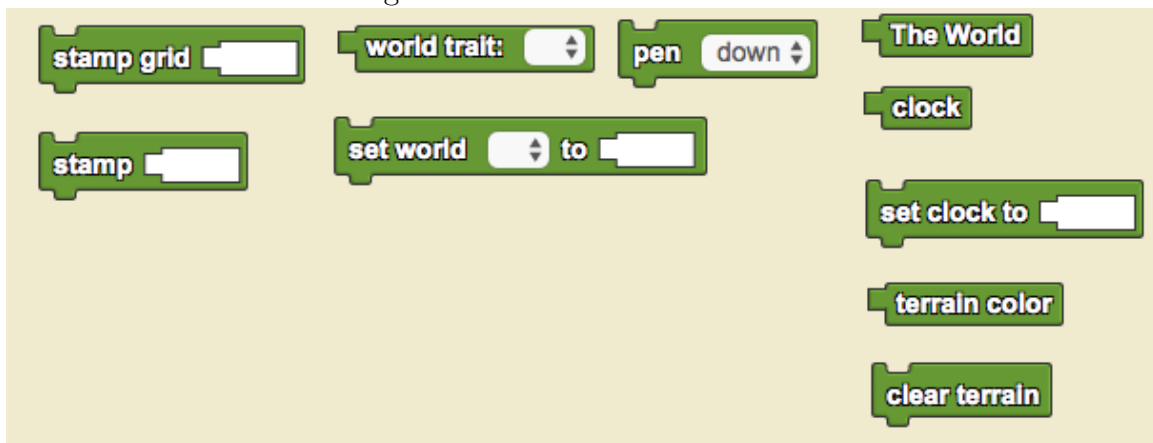 stamp grid
world trait:
pen down
The World
clock
stamp
set world to
set clock to
terrain color
clear terrain